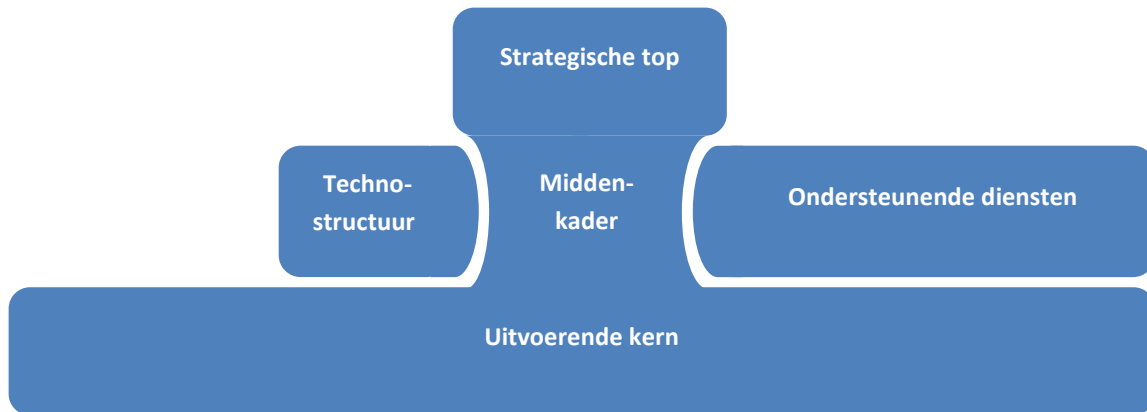 Strategische top
Techno-
structuur
Midden-
kader
Ondersteunende diensten
Uitvoerende kern